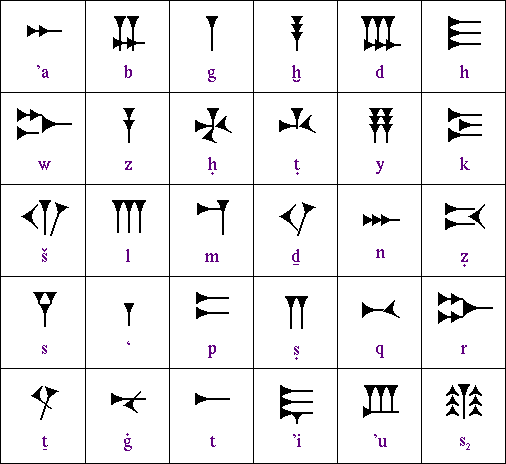 𐎀 𐎁 𐎂 𐎃 𐎄 𐎅
’a b g ḫ d h
𐎆 𐎇 𐎈 𐎉 𐎊 𐎋
w z ḥ ṭ y k
𐎌 𐎍 𐎎 𐎏 𐎐 𐎑
š l m ḏ n ẓ
𐎒 𐎓 𐎔 𐎕 𐎖 𐎗
s ‘ p ṣ q r
𐎘 𐎙 𐎚 𐎛 𐎜 𐎝
ṯ ġ t ’i ’u s₂